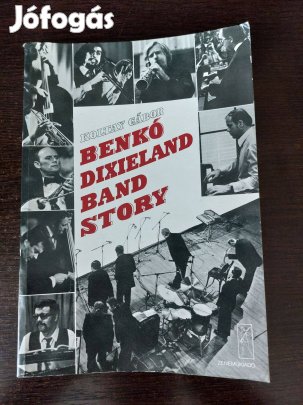 Jófogás
KOLTAY GÁBOR
BENKÓ
DIXIELAND
BAND
STORY
ZENEMŰKIADÓ